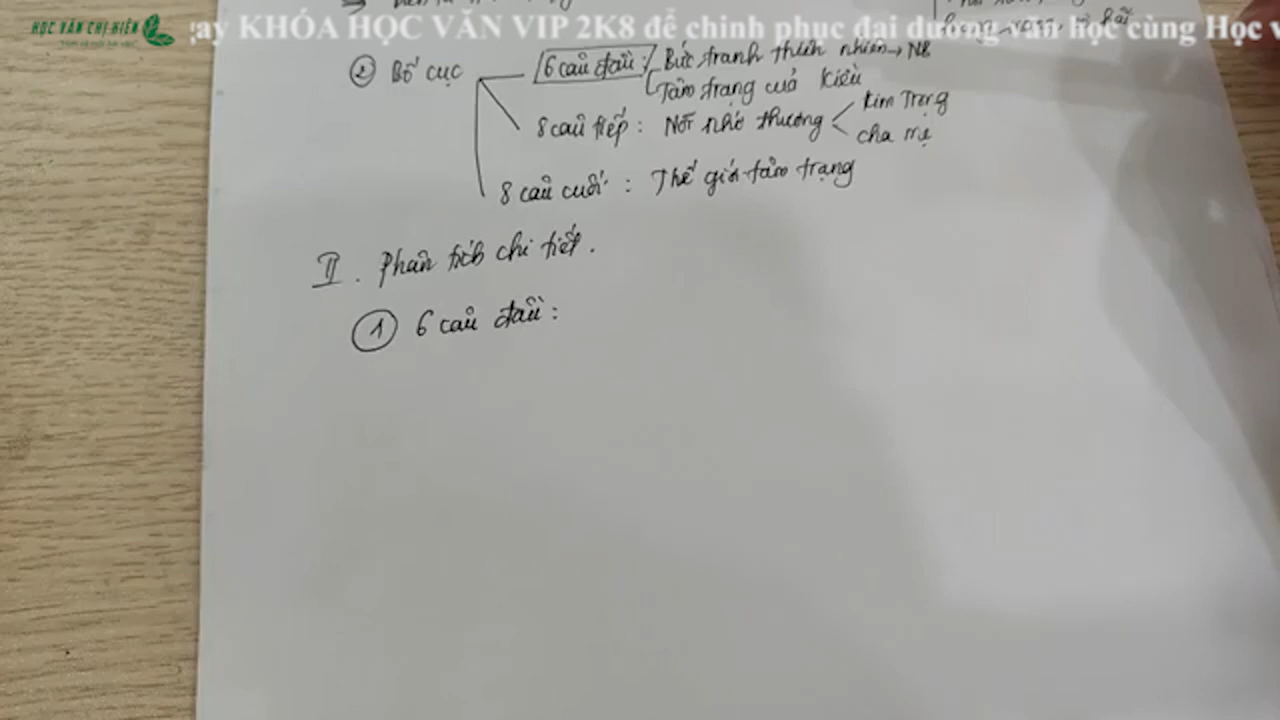 HỌC VĂN CHỊ HIÊN
gay KHÓA HỌC VĂN VIP 2K8 để chinh phục đại dương văn học cùng Học v
② Bố cục
6 câu đầu : Bức tranh thiên nhiên → NB
Tâm trạng của Kiều
8 câu tiếp : Nỗi nhớ thương
Kim Trọng
cha mẹ
8 câu cuối : Thế giới tâm trạng
II. Phân tích chi tiết.
① 6 câu đầu :